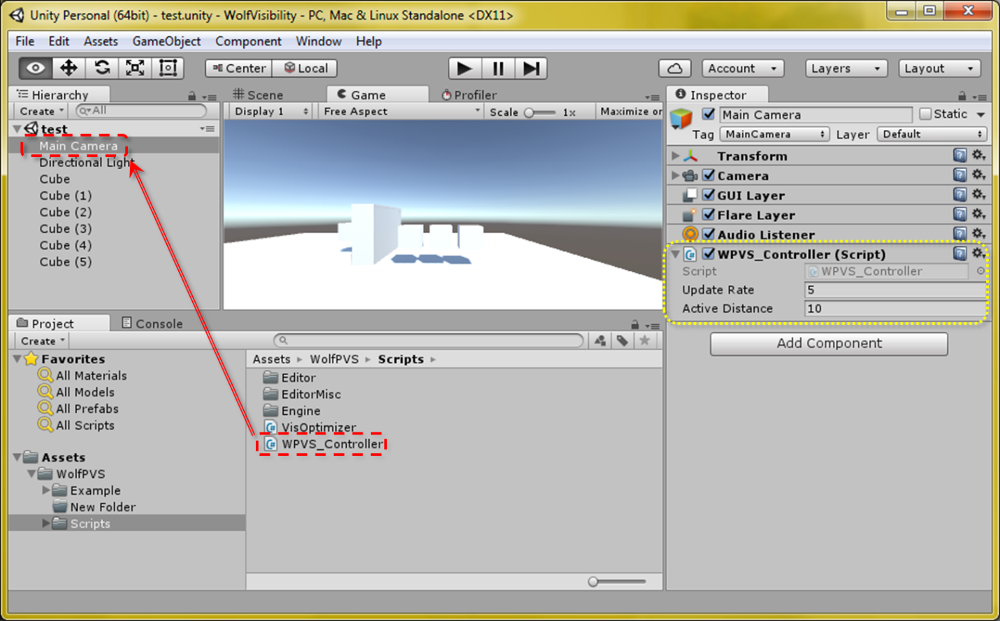 Unity Personal (64bit) - test.unity - WolfVisibility - PC, Mac & Linux Standalone <DX11>
File Edit Assets GameObject Component Window Help
Center Local Account Layers Layout
Hierarchy
Create All
test
Main Camera
Directional Light
Cube
Cube (1)
Cube (2)
Cube (3)
Cube (4)
Cube (5)
Scene Game Profiler
Display 1 Free Aspect Scale 1x Maximize or
Inspector
Main Camera Static
Tag MainCamera Layer Default
Transform
Camera
GUI Layer
Flare Layer
Audio Listener
WPVS_Controller (Script)
Script WPVS_Controller
Update Rate 5
Active Distance 10
Add Component
Project Console
Create
Favorites
All Materials
All Models
All Prefabs
All Scripts
Assets
WolfPVS
Example
New Folder
Scripts
Assets WolfPVS Scripts
Editor
EditorMisc
Engine
VisOptimizer
WPVS_Controller